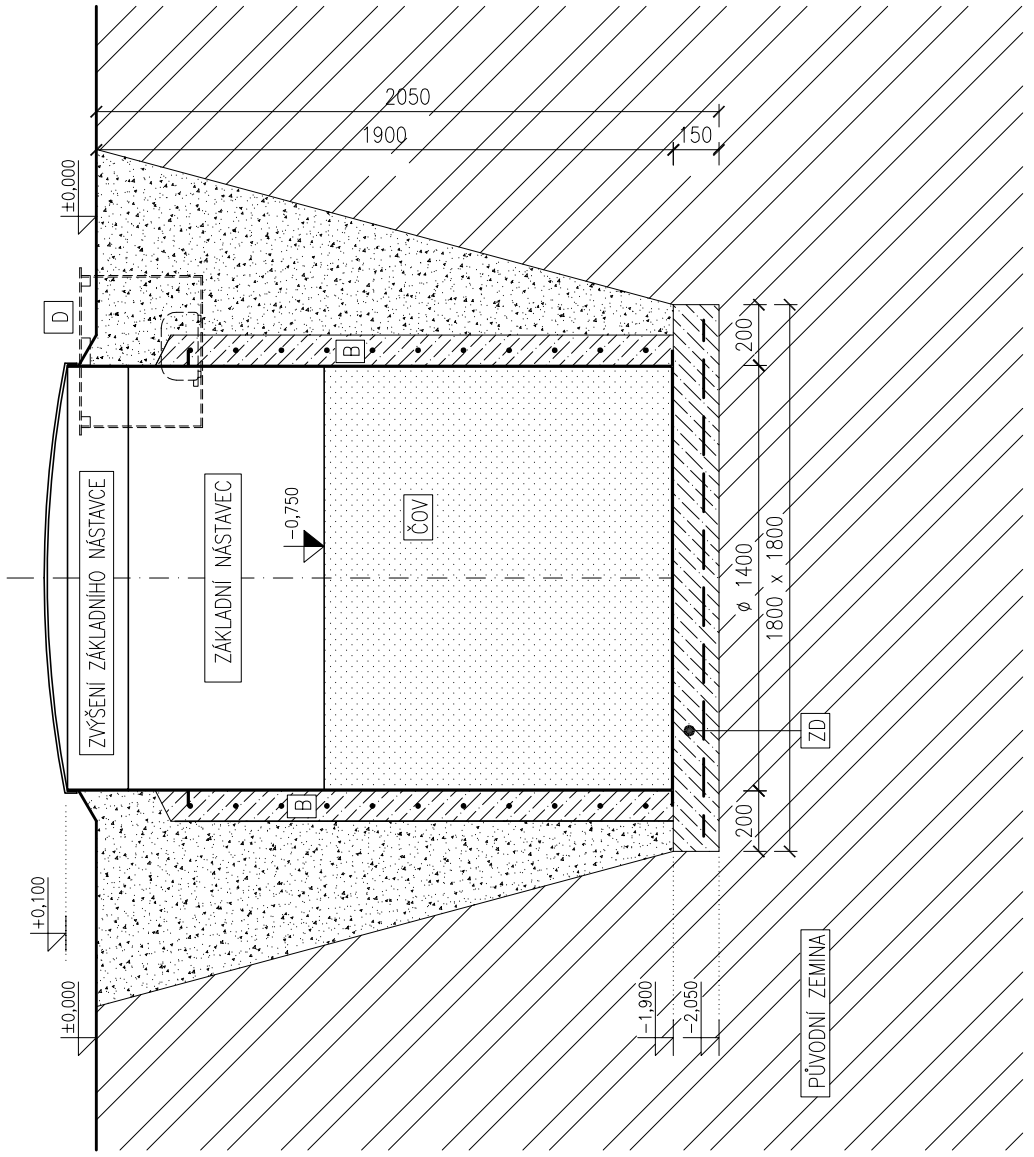 ±0,000
+0,100
±0,000
D
ZVÝŠENÍ ZÁKLADNÍHO NÁSTAVCE
ZÁKLADNÍ NÁSTAVEC
-0,750
ČOV
B
B
2050
1900
150
-1,900
-2,050
200
ø 1400
200
1800 x 1800
ZD
PŮVODNÍ ZEMINA